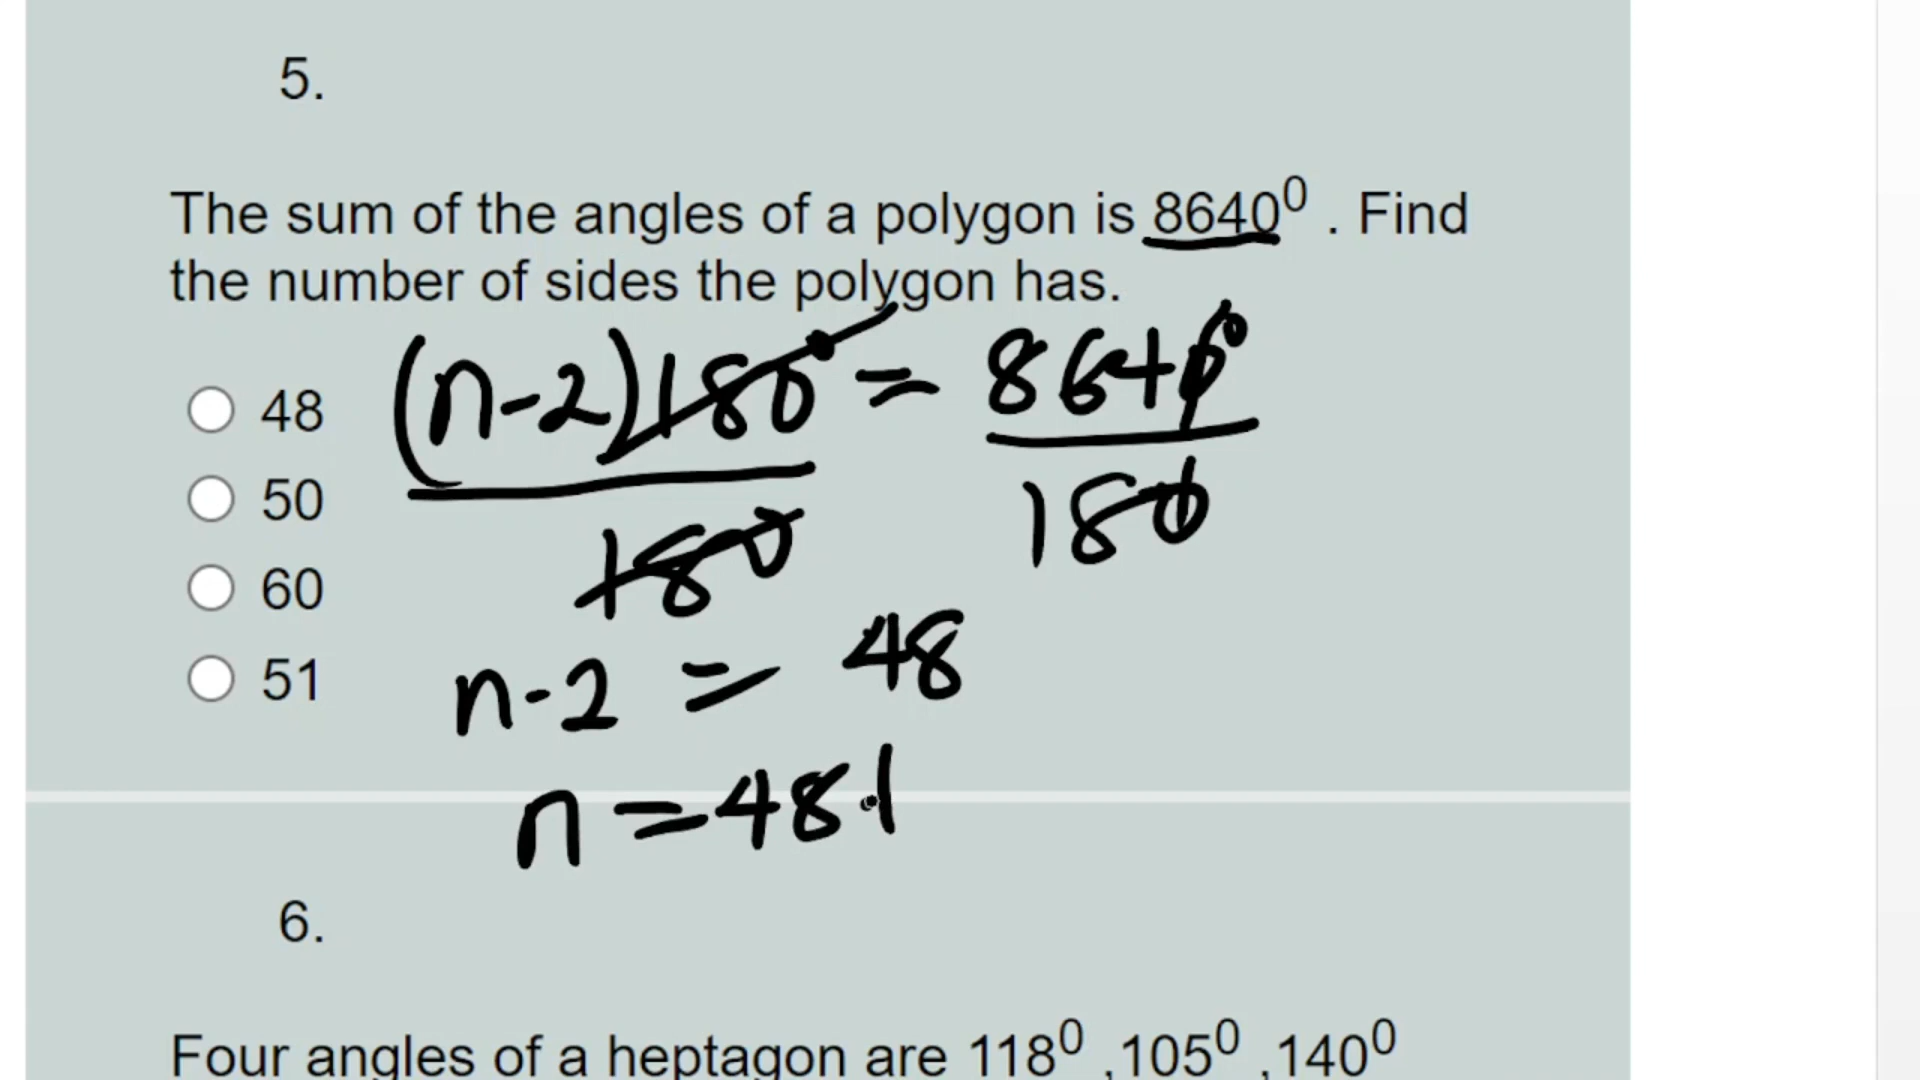 5.
The sum of the angles of a polygon is 8640⁰ . Find
the number of sides the polygon has.
48
50
60
51
(n-2)180° = 8640°
180 180
n-2 = 48
n = 48
6.
Four angles of a heptagon are 118⁰ ,105⁰ ,140⁰